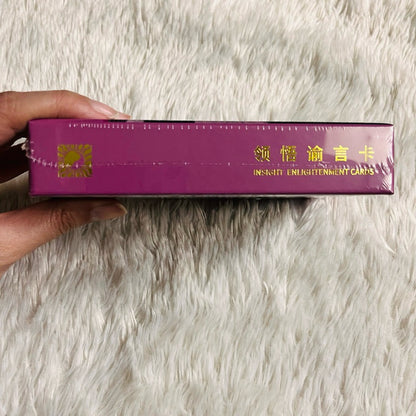 领悟谕言卡
INSIGHT ENLIGHTENMENT CARDS